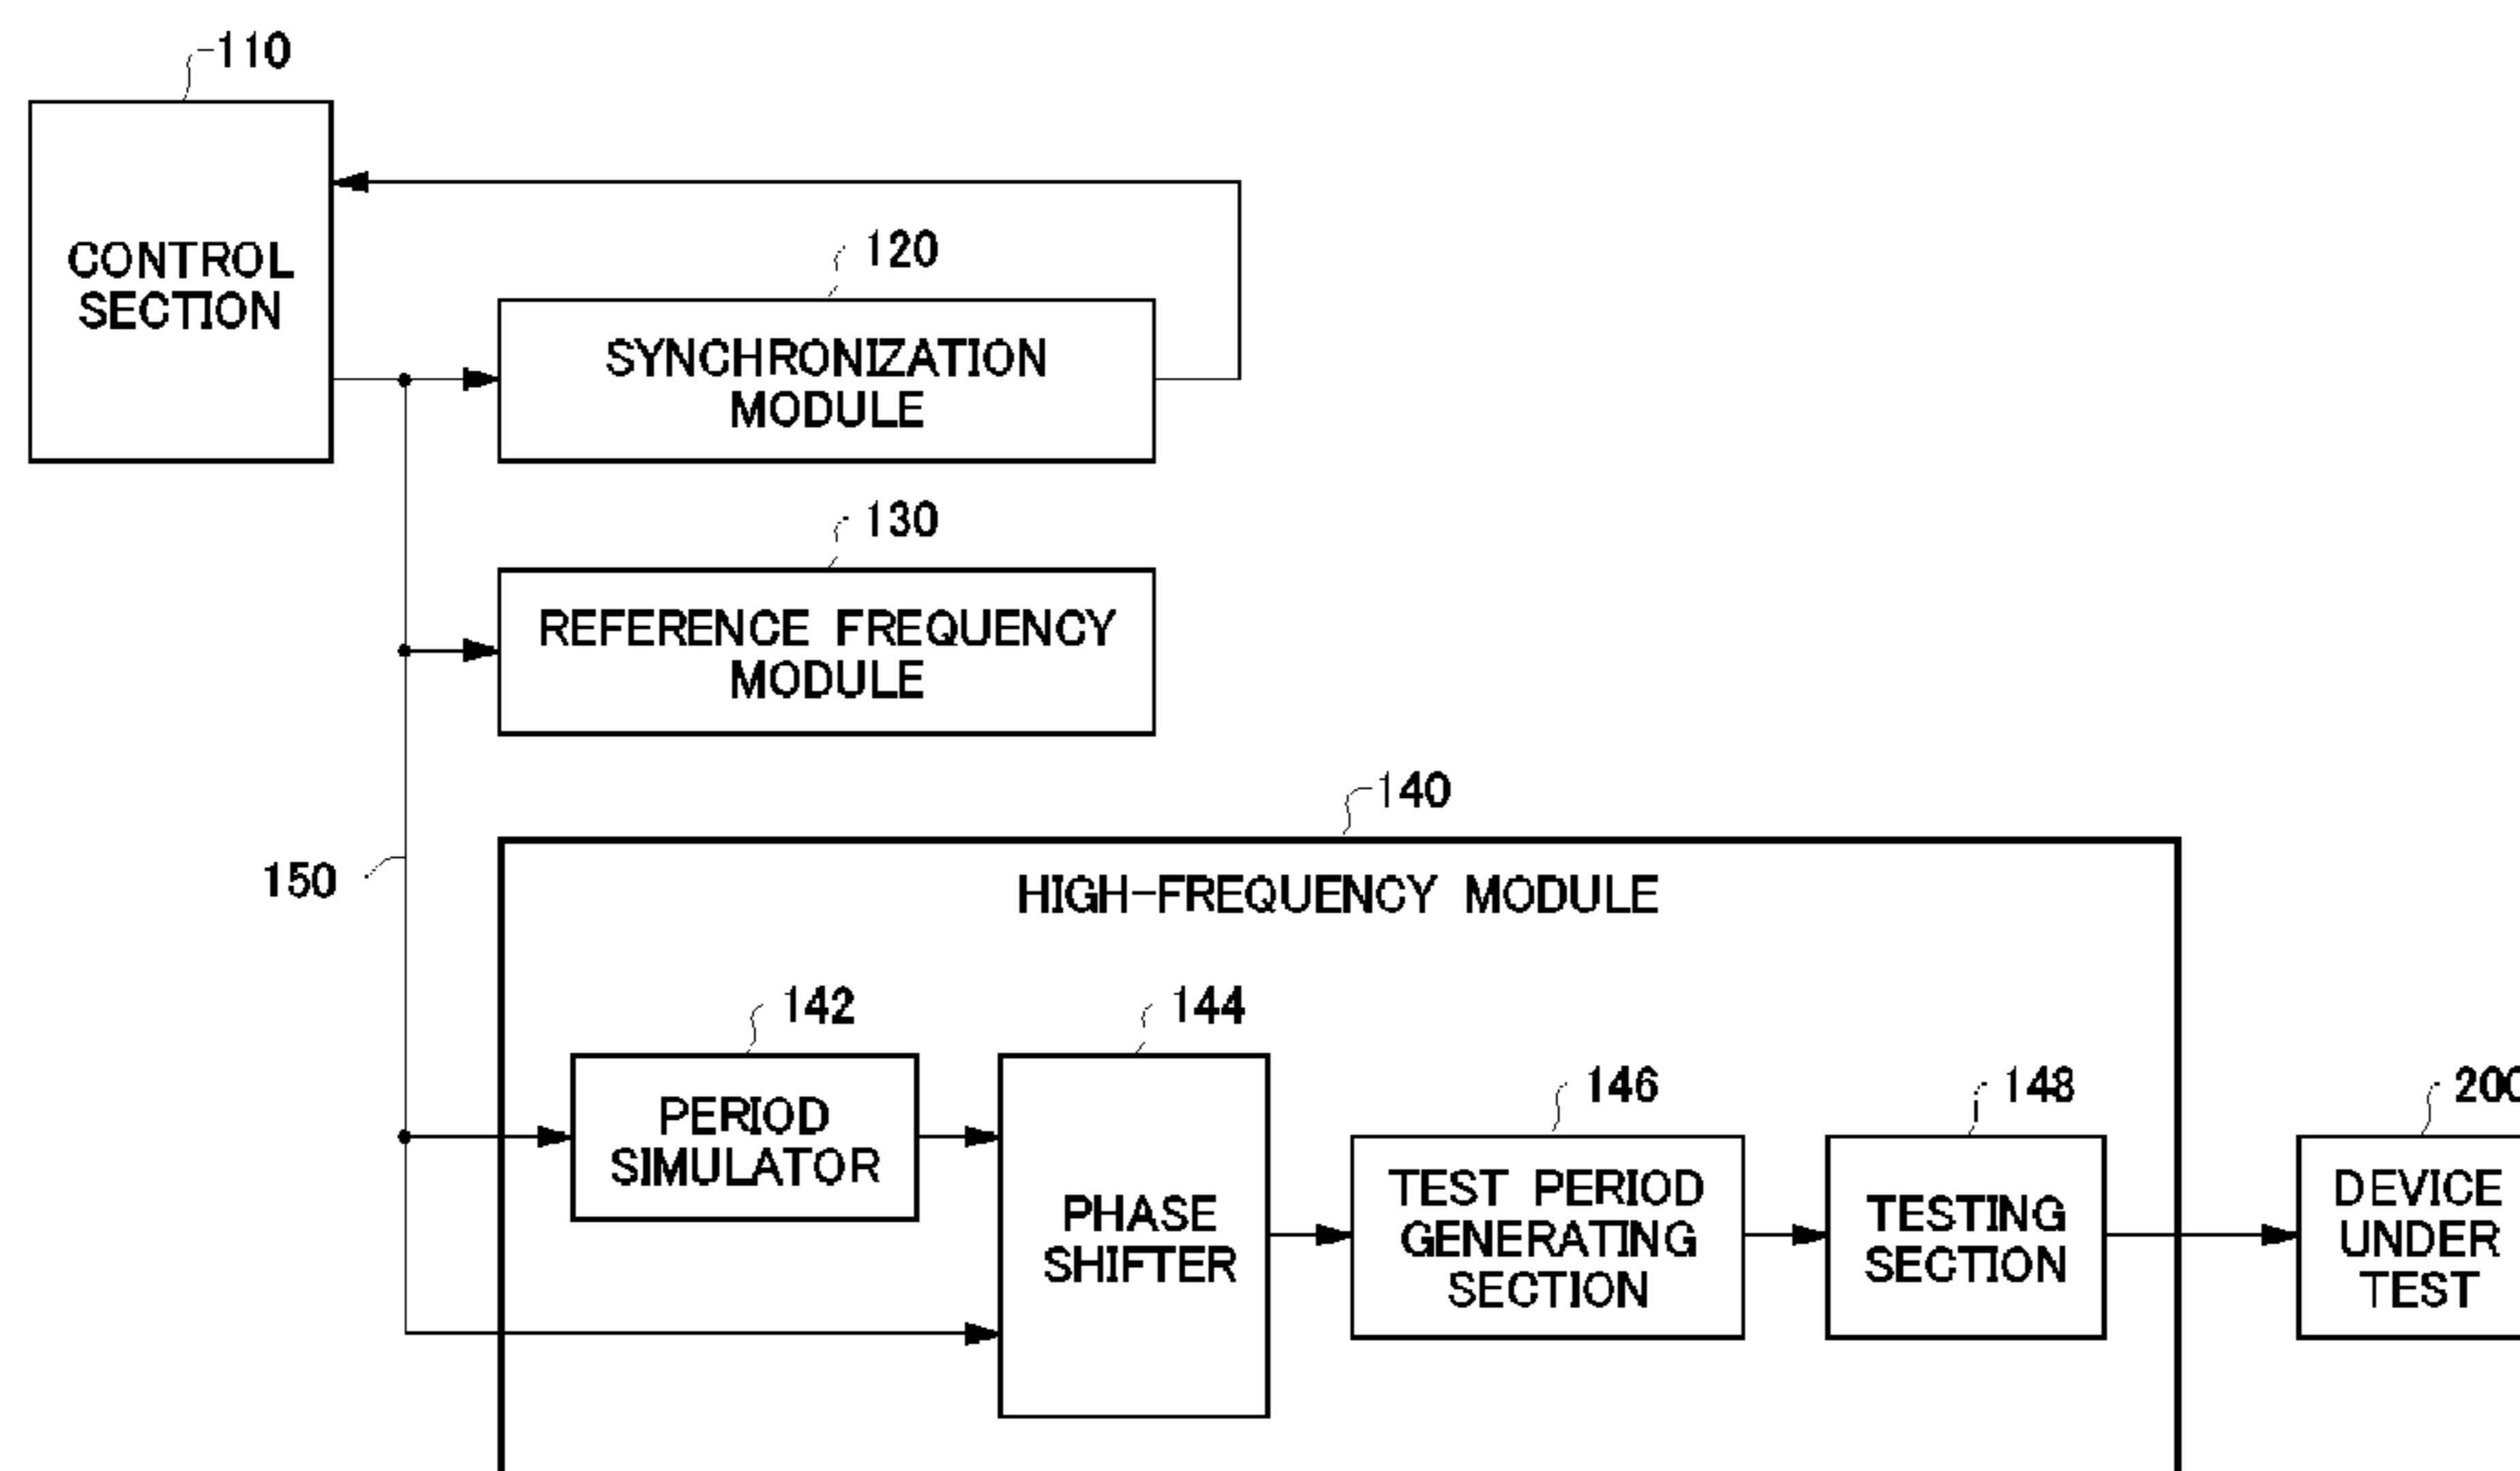 110
CONTROL
SECTION
120
SYNCHRONIZATION
MODULE
130
REFERENCE FREQUENCY
MODULE
140
150
HIGH-FREQUENCY MODULE
142
PERIOD
SIMULATOR
144
PHASE
SHIFTER
146
TEST PERIOD
GENERATING
SECTION
148
TESTING
SECTION
200
DEVICE
UNDER
TEST